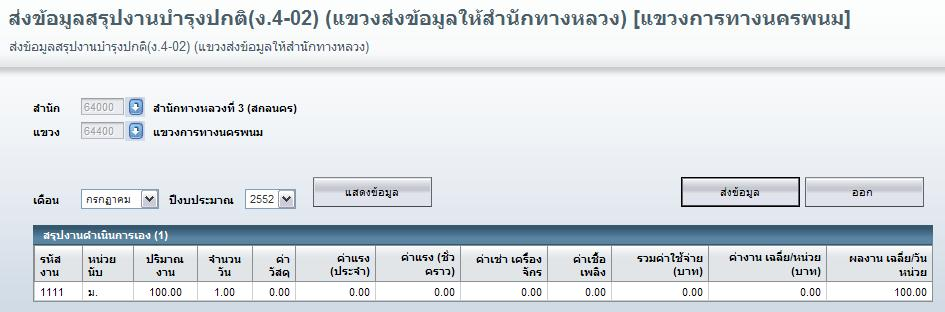 ส่งข้อมูลสรุปงานบำรุงปกติ(ง.4-02) (แขวงส่งข้อมูลให้สำนักทางหลวง) [แขวงการทางนครพนม]
ส่งข้อมูลสรุปงานบำรุงปกติ(ง.4-02) (แขวงส่งข้อมูลให้สำนักทางหลวง)
สำนัก 64000 สำนักทางหลวงที่ 3 (สกลนคร)
แขวง 64400 แขวงการทางนครพนม
เดือน กรกฎาคม ปีงบประมาณ 2552 แสดงข้อมูล ส่งข้อมูล ออก
สรุปงานดำเนินการเอง (1)
รหัส หน่วย ปริมาณ จำนวน ค่า ค่าแรง ค่าแรง (ชั่ว ค่าเช่า เครื่อง ค่าเชื้อ รวมค่าใช้จ่าย ค่างาน เฉลี่ย/หน่วย ผลงาน เฉลี่ย/วัน
งาน นับ งาน วัน วัสดุ (ประจำ) คราว) จักร เพลิง (บาท) (บาท) หน่วย
1111 ม. 100.00 1.00 0.00 0.00 0.00 0.00 0.00 0.00 0.00 100.00